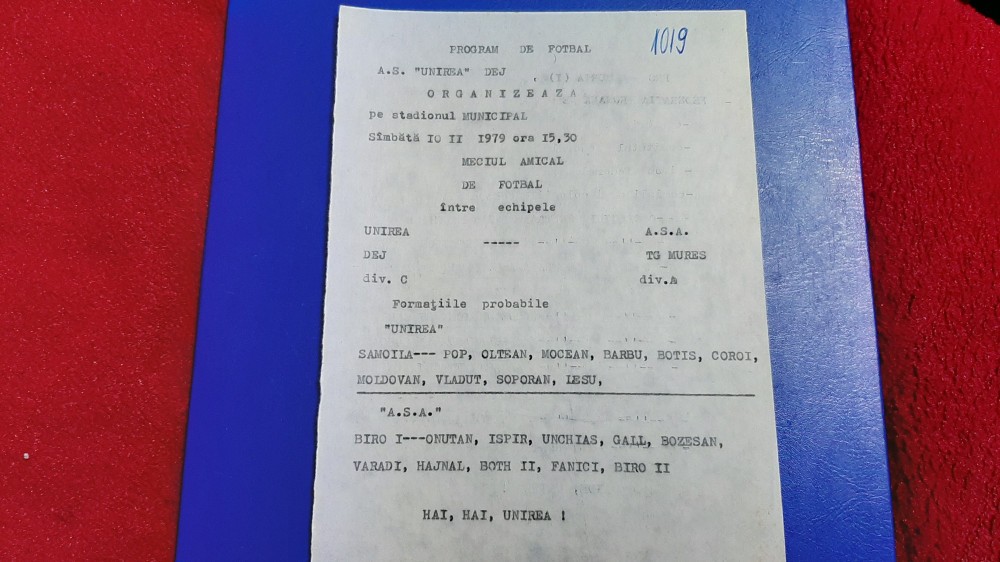 PROGRAM DE FOTBAL
1019
A.S. "UNIREA" DEJ
ORGANIZEAZA
pe stadionul MUNICIPAL
Sîmbătă IO II 1979 ora 15,30
MECIUL AMICAL
DE FOTBAL
între echipele
UNIREA ----- A.S.A.
DEJ TG MURES
div. C div.A
Formaţiile probabile
"UNIREA"
SAMOILA--- POP, OLTEAN, MOCEAN, BARBU, BOTIS, COROI,
MOLDOVAN, VLADUT, SOPORAN, IESU,
"A.S.A."
BIRO I---ONUTAN, ISPIR, UNCHIAS, GALL, BOZESAN,
VARADI, HAJNAL, BOTH II, FANICI, BIRO II
HAI, HAI, UNIREA !